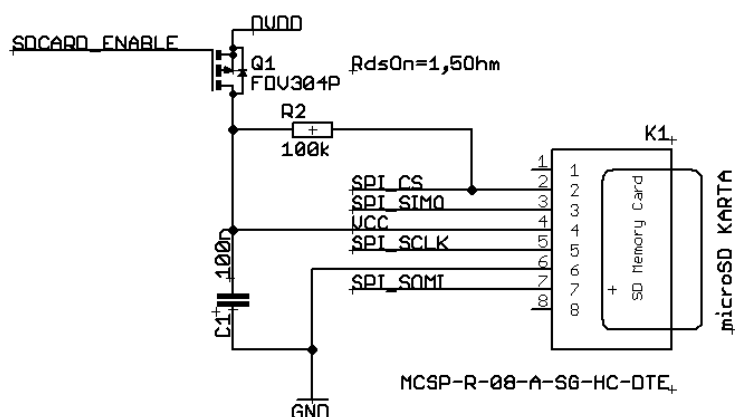 DVDD
SDCARD_ENABLE
Q1
FDV304P
RdsOn=1,5Ohm
R2
100k
K1
SPI_CS
SPI_SIMO
VCC
SPI_SCLK
SPI_SOMI
1 1
2 2
3 3
4 4
5 5
6 6
7 7
8 8
SD Memory Card
microSD KARTA
100n
C1
MCSP-R-08-A-SG-HC-DTE
GND